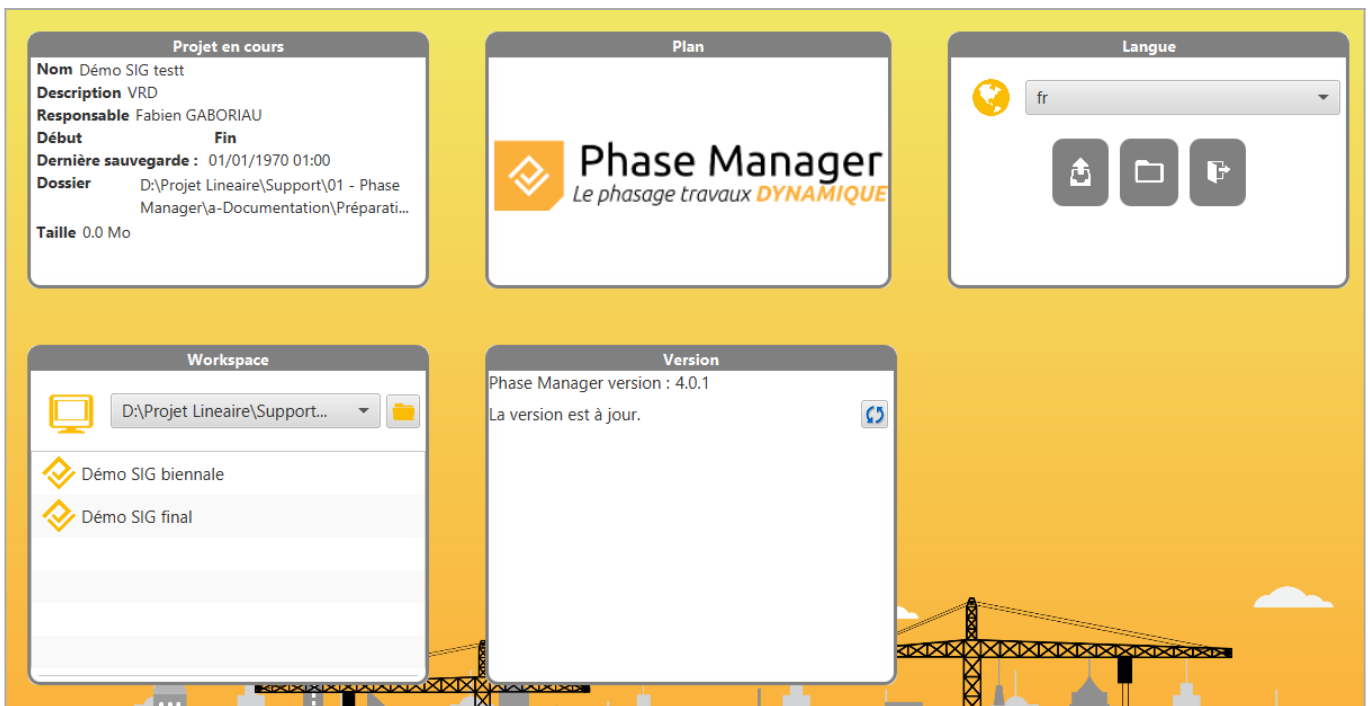 Projet en cours
Nom Démo SIG testt
Description VRD
Responsable Fabien GABORIAU
Début Fin
Dernière sauvegarde : 01/01/1970 01:00
Dossier D:\Projet Lineaire\Support\01 - Phase
Manager\a-Documentation\Préparati...
Taille 0.0 Mo
Plan
Phase Manager
Le phasage travaux DYNAMIQUE
Langue
fr
Workspace
D:\Projet Lineaire\Support...
Démo SIG biennale
Démo SIG final
Version
Phase Manager version : 4.0.1
La version est à jour.